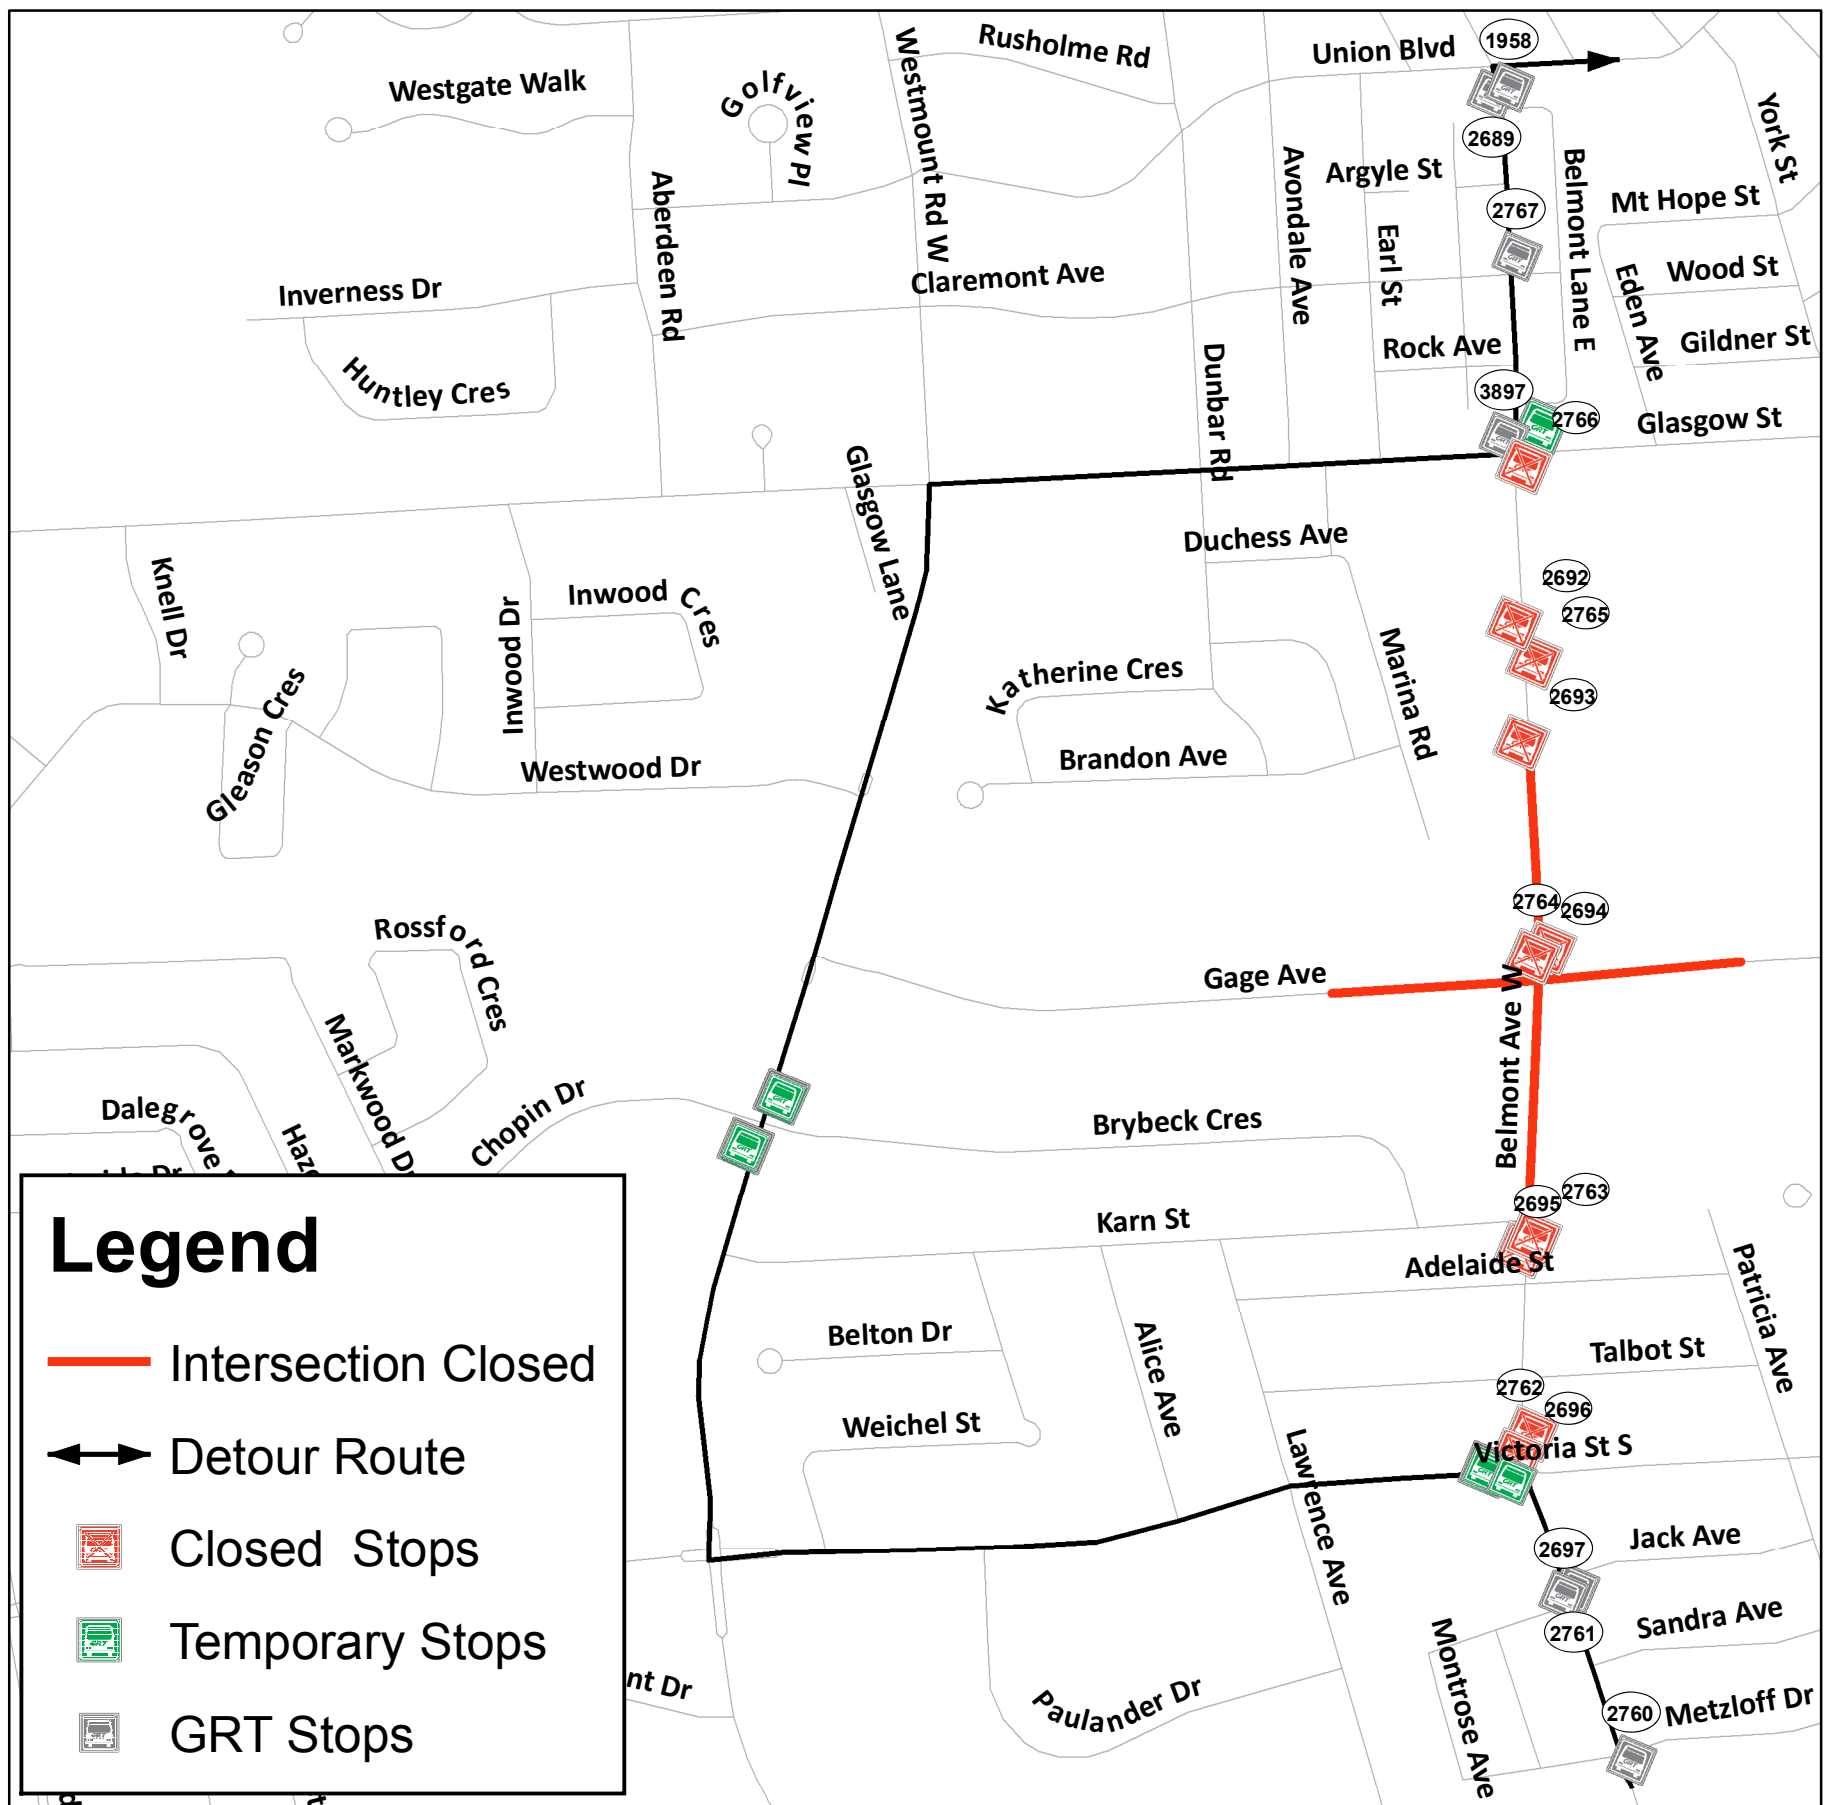 Rusholme Rd
Union Blvd
1958
Westgate Walk
Golfview Pl
Westmount Rd W
York St
2689
Argyle St
Avondale Ave
Belmont Lane E
Mt Hope St
2767
Aberdeen Rd
Earl St
Inverness Dr
Claremont Ave
Wood St
Eden Ave
Gildner St
Rock Ave
Huntley Cres
Dunbar Rd
3897
2766
Glasgow St
Glasgow Lane
Duchess Ave
Knell Dr
Inwood Dr
Inwood Cres
2692
2765
Katherine Cres
Marina Rd
2693
Gleason Cres
Westwood Dr
Brandon Ave
2764
2694
Rossford Cres
Gage Ave
Belmont Ave W
Markwood Dr
Dalegrove
Haze
Chopin Dr
Brybeck Cres
2695
2763
Karn St
Adelaide St
Patricia Ave
Belton Dr
Alice Ave
Talbot St
2762
2696
Weichel St
Victoria St S
Lawrence Ave
2697
Jack Ave
2761
Sandra Ave
Montrose Ave
nt Dr
Paulander Dr
2760
Metzloff Dr
Legend
Intersection Closed
Detour Route
Closed Stops
Temporary Stops
GRT Stops